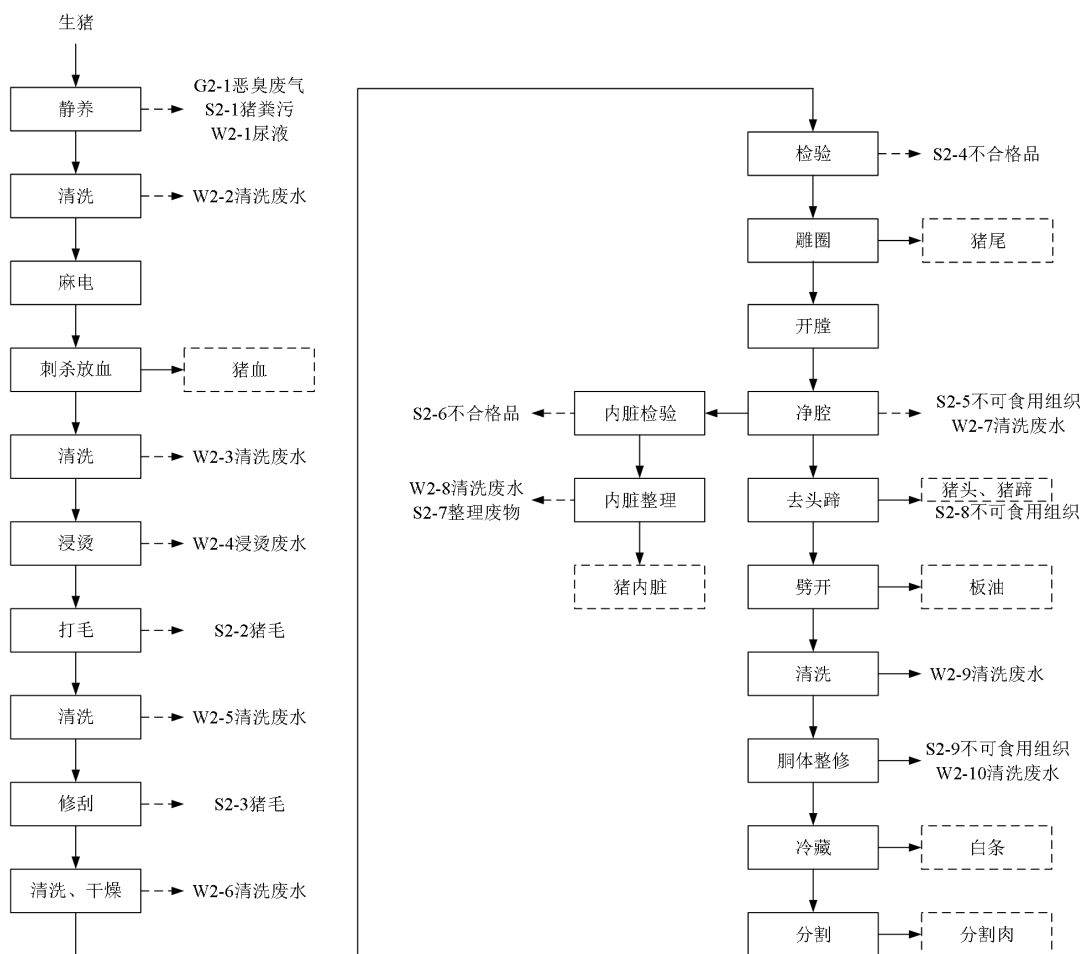 生猪
静养
G2-1恶臭废气
S2-1猪粪污
W2-1尿液
清洗
W2-2清洗废水
麻电
刺杀放血
猪血
清洗
W2-3清洗废水
浸烫
W2-4浸烫废水
打毛
S2-2猪毛
清洗
W2-5清洗废水
修刮
S2-3猪毛
清洗、干燥
W2-6清洗废水
检验
S2-4不合格品
雕圈
猪尾
开膛
净腔
S2-5不可食用组织
W2-7清洗废水
内脏检验
S2-6不合格品
内脏整理
W2-8清洗废水
S2-7整理废物
猪内脏
去头蹄
猪头、猪蹄
S2-8不可食用组织
劈开
板油
清洗
W2-9清洗废水
胴体整修
S2-9不可食用组织
W2-10清洗废水
冷藏
白条
分割
分割肉